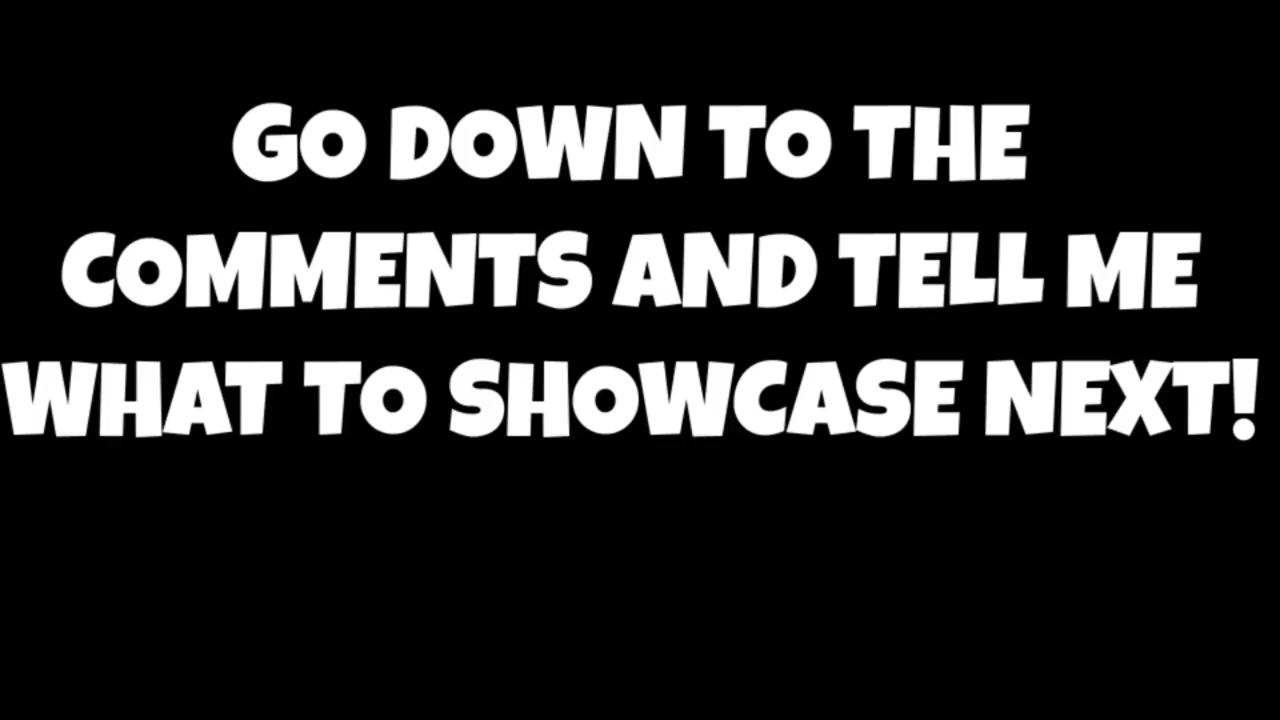 GO DOWN TO THE
COMMENTS AND TELL ME
WHAT TO SHOWCASE NEXT!